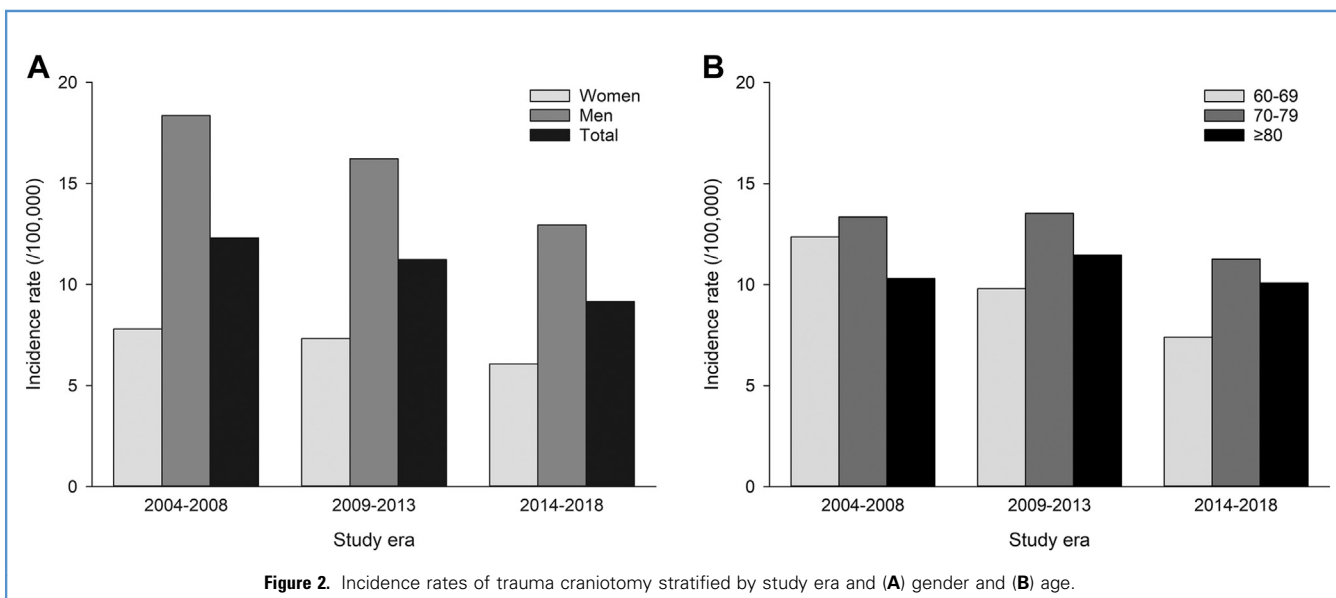 A
Incidence rate (/100,000)
20
15
10
5
0
Women
Men
Total
2004-2008 2009-2013 2014-2018
Study era
B
Incidence rate (/100,000)
20
15
10
5
0
60-69
70-79
≥80
2004-2008 2009-2013 2014-2018
Study era
Figure 2. Incidence rates of trauma craniotomy stratified by study era and (A) gender and (B) age.